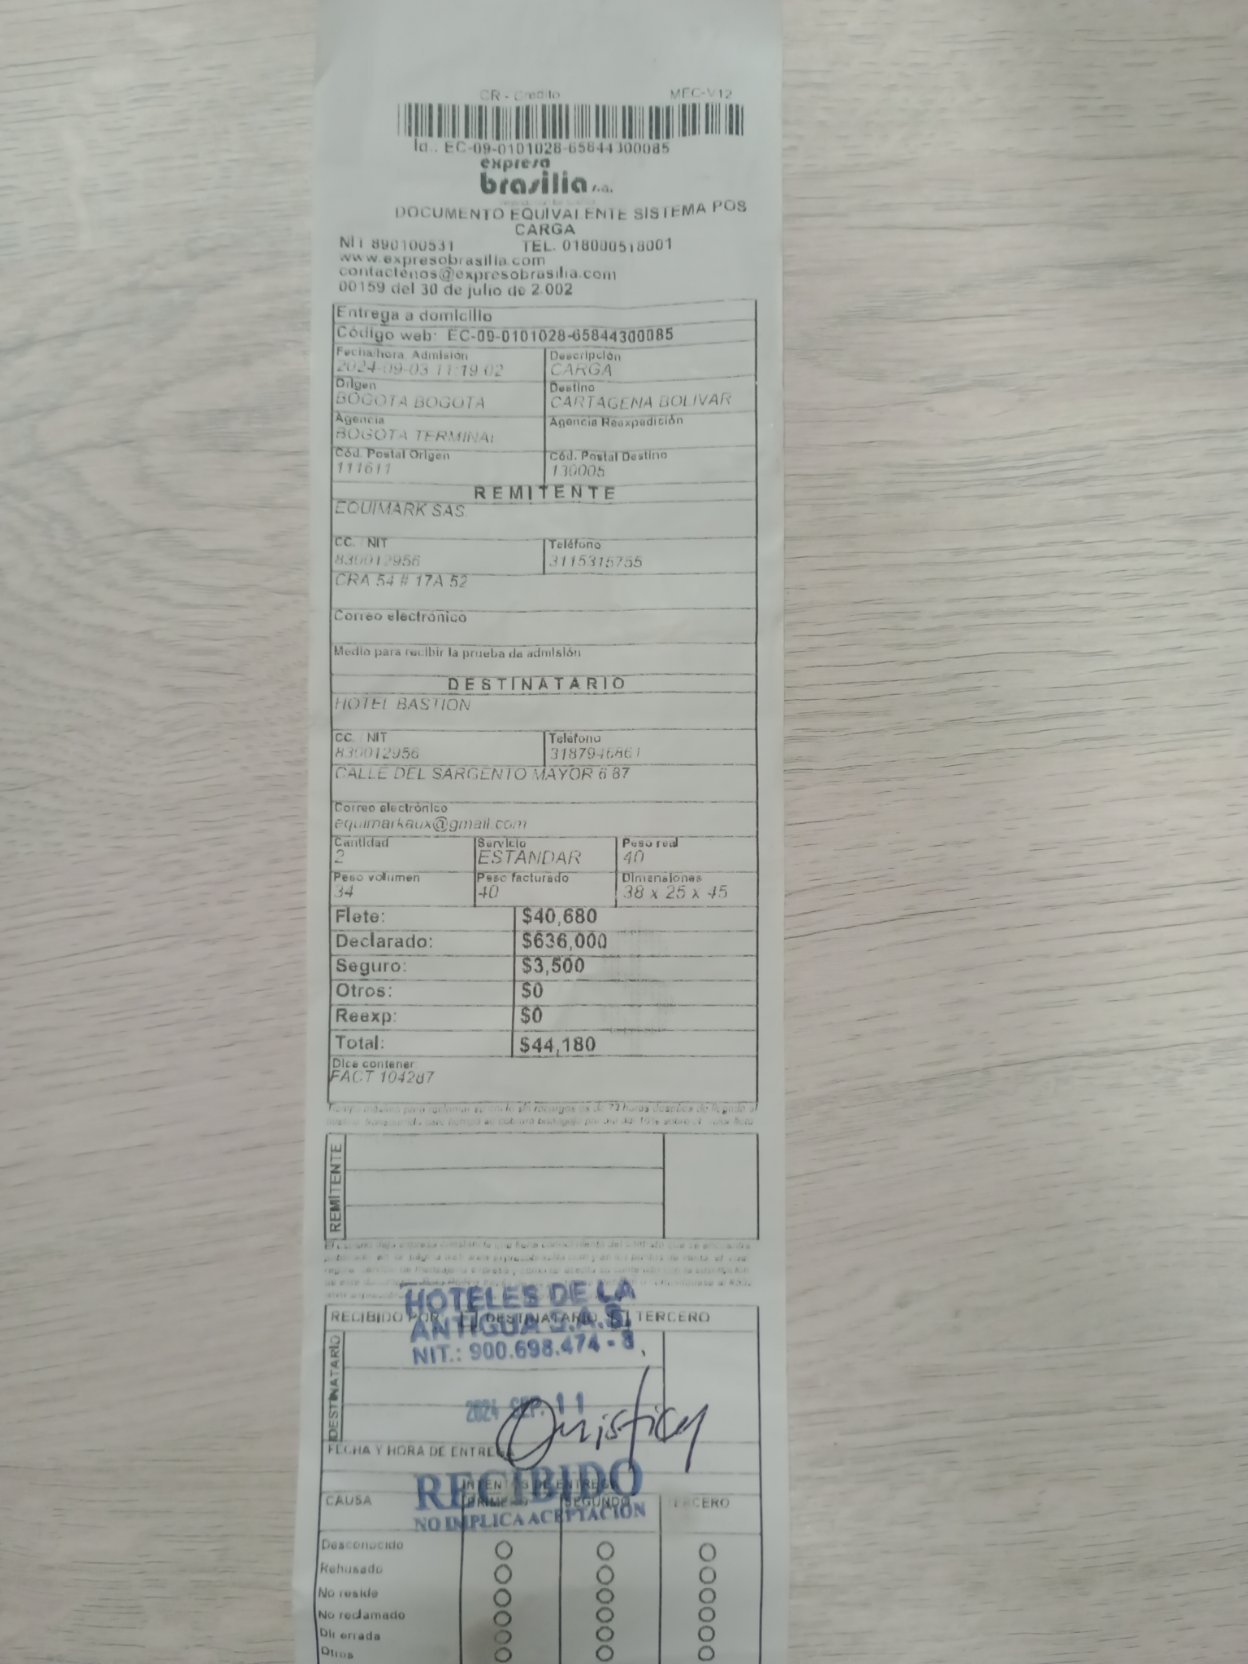 CR - Credito MFC-V12
Id.: EC-09-0101028-65844300085
expreso
brasilia s.a.
DOCUMENTO EQUIVALENTE SISTEMA POS
CARGA
NIT 890100531 TEL. 018000518001
www.expresobrasilia.com
contactenos@expresobrasilia.com
00159 del 30 de julio de 2.002
Entrega a domicilio
Código web: EC-09-0101028-65844300085
Fecha/hora Admisión Descripción
2024-09-03 11:19:02 CARGA
Origen Destino
BOGOTA BOGOTA CARTAGENA BOLIVAR
Agencia Agencia Reexpedición
BOGOTA TERMINAL
Cód. Postal Origen Cód. Postal Destino
111611 130005
REMITENTE
EQUIMARK SAS
CC. NIT Teléfono
830012956 3115315755
CRA 54 # 17A 52
Correo electrónico
Medio para recibir la prueba de admisión
DESTINATARIO
HOTEL BASTION
CC. NIT Teléfono
830012956 3187946861
CALLE DEL SARGENTO MAYOR 6 87
Correo electrónico
equimarkaux@gmail.com
Cantidad Servicio Peso real
2 ESTANDAR 40
Peso volumen Peso facturado Dimensiones
34 40 38 x 25 x 45
Flete: $40,680
Declarado: $636,000
Seguro: $3,500
Otros: $0
Reexp: $0
Total: $44,180
Dice contener
FACT 104287
REMITENTE
HOTELES DE LA
RECIBIDO POR DESTINATARIO TERCERO
ANTIGUA S.A.S.
NIT.: 900.698.474 - 8
DESTINATARIO
2024 SEP. 11
FECHA Y HORA DE ENTREGA
RECIBIDO
INTENTOS DE ENTREGA
CAUSA PRIMERO SEGUNDO TERCERO
NO IMPLICA ACEPTACIÓN
Desconocido
Rehusado
No reside
No reclamado
Dir errada
Otros